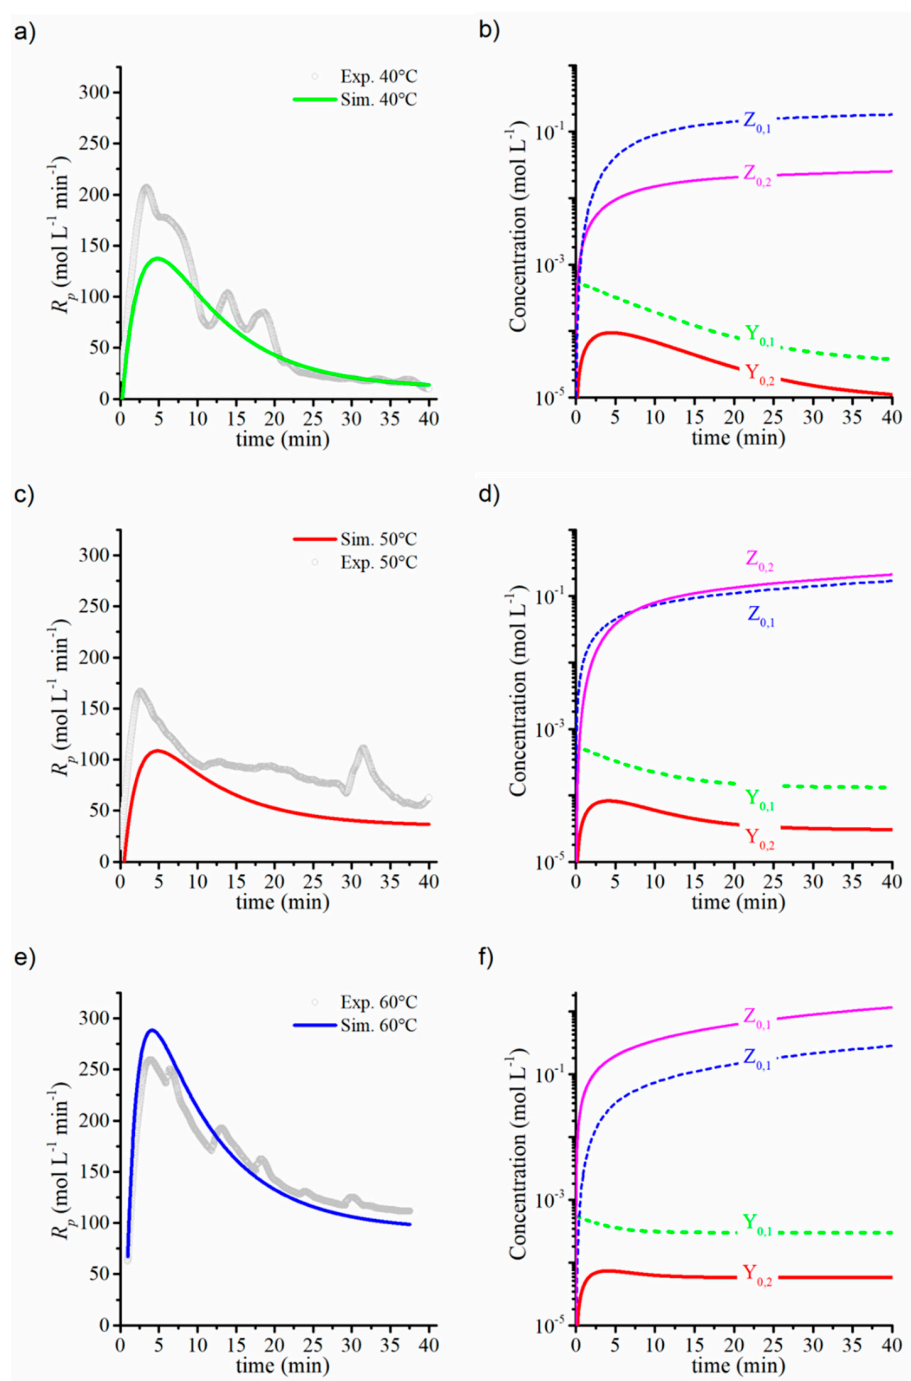 a)
300
250
200
150
100
50
0
R_p (mol L^-1 min^-1)
Exp. 40°C
Sim. 40°C
0 5 10 15 20 25 30 35 40
time (min)
b)
10^-1
10^-3
10^-5
Concentration (mol L^-1)
Z_0,1
Z_0,2
Y_0,1
Y_0,2
0 5 10 15 20 25 30 35 40
time (min)
c)
300
250
200
150
100
50
0
R_p (mol L^-1 min^-1)
Sim. 50°C
Exp. 50°C
0 5 10 15 20 25 30 35 40
time (min)
d)
10^-1
10^-3
10^-5
Concentration (mol L^-1)
Z_0,2
Z_0,1
Y_0,1
Y_0,2
0 5 10 15 20 25 30 35 40
time (min)
e)
300
250
200
150
100
50
0
R_p (mol L^-1 min^-1)
Exp. 60°C
Sim. 60°C
0 5 10 15 20 25 30 35 40
time (min)
f)
10^-1
10^-3
10^-5
Concentration (mol L^-1)
Z_0,1
Z_0,1
Y_0,1
Y_0,2
0 5 10 15 20 25 30 35 40
time (min)